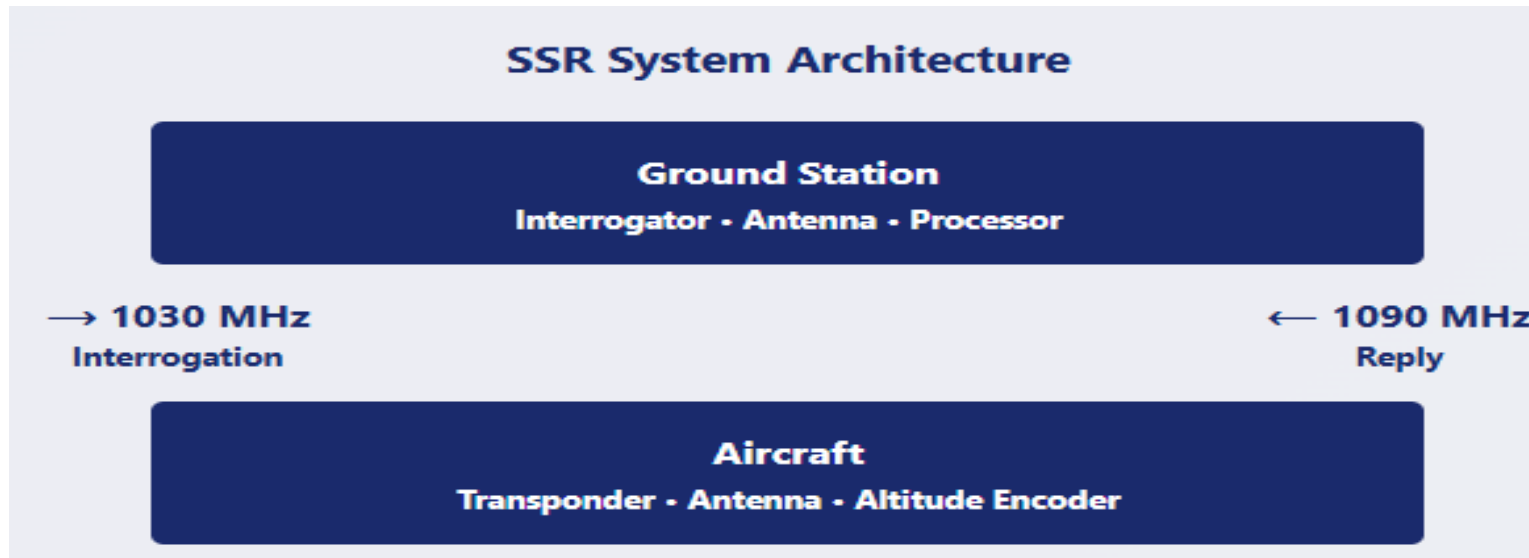 SSR System Architecture
Ground Station
Interrogator • Antenna • Processor
→ 1030 MHz
Interrogation
← 1090 MHz
Reply
Aircraft
Transponder • Antenna • Altitude Encoder